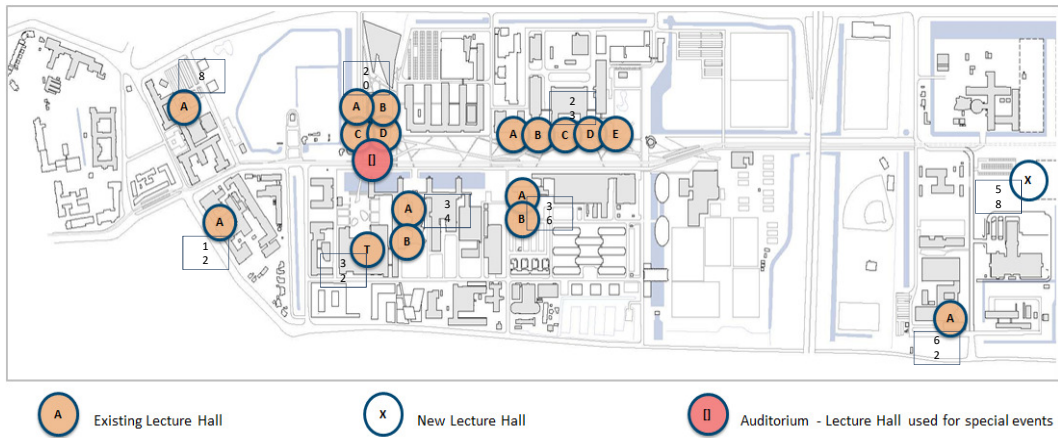 8
A
2
0
A
B
C
D
[]
2
3
A
B
C
D
E
A
1
2
A
B
3
4
T
3
2
A
B
3
6
X
5
8
A
6
2
A Existing Lecture Hall
X New Lecture Hall
[] Auditorium - Lecture Hall used for special events